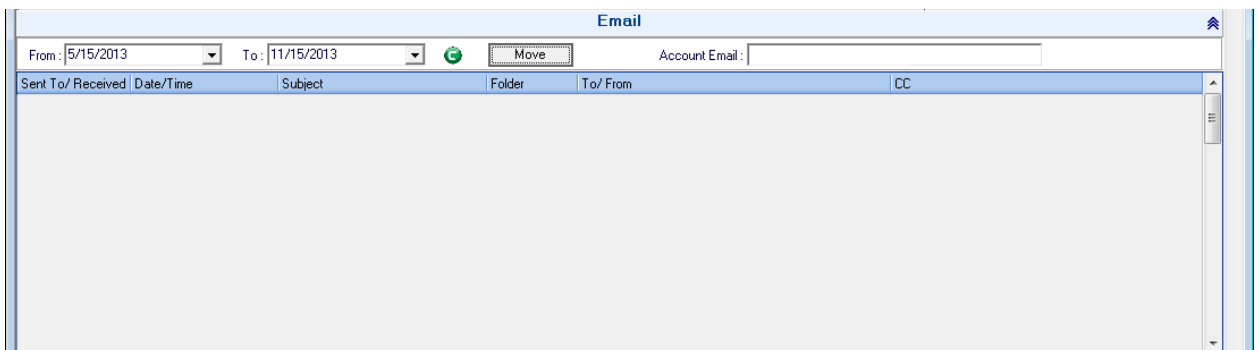 Email
From : 5/15/2013 To : 11/15/2013 Move Account Email :
Sent To/ Received Date/Time Subject Folder To/ From CC